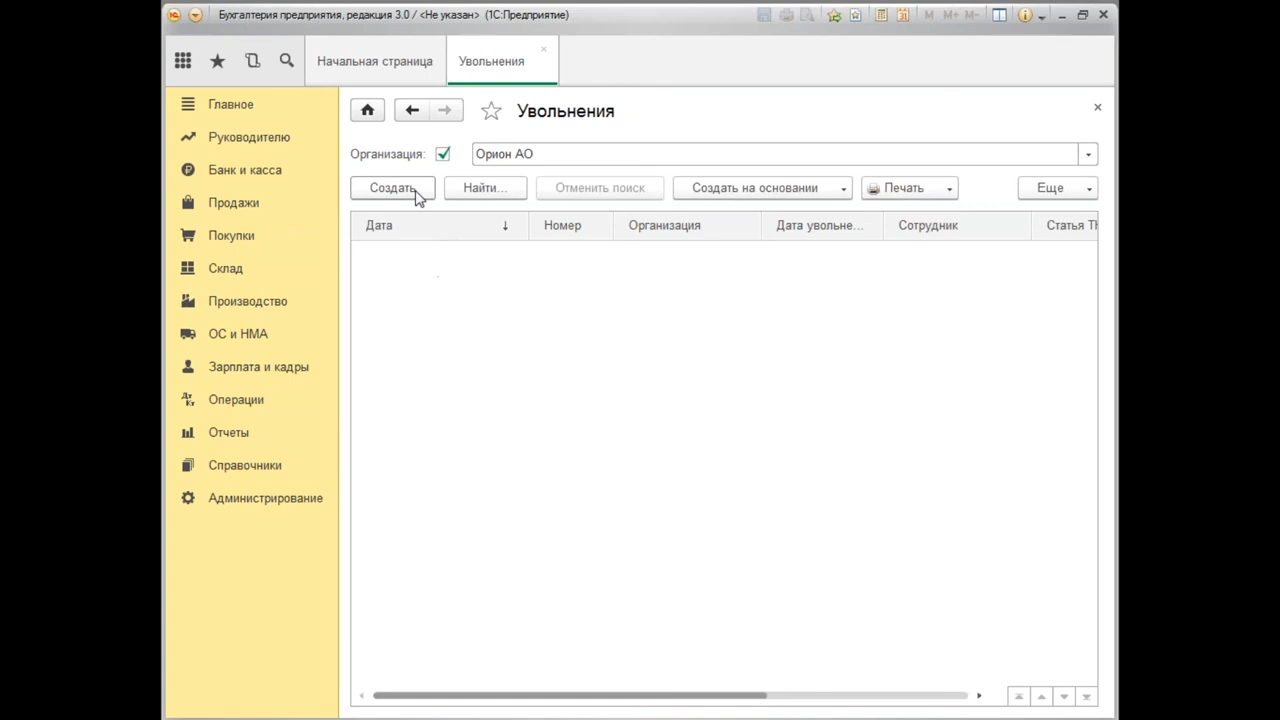 Бухгалтерия предприятия, редакция 3.0 / <Не указан> (1С:Предприятие)
M M+ M-
Начальная страница
Увольнения
Главное
Руководителю
Банк и касса
Продажи
Покупки
Склад
Производство
ОС и НМА
Зарплата и кадры
Операции
Отчеты
Справочники
Администрирование
Увольнения
Организация: Орион АО
Создать Найти... Отменить поиск Создать на основании Печать Еще
Дата Номер Организация Дата увольне... Сотрудник Статья